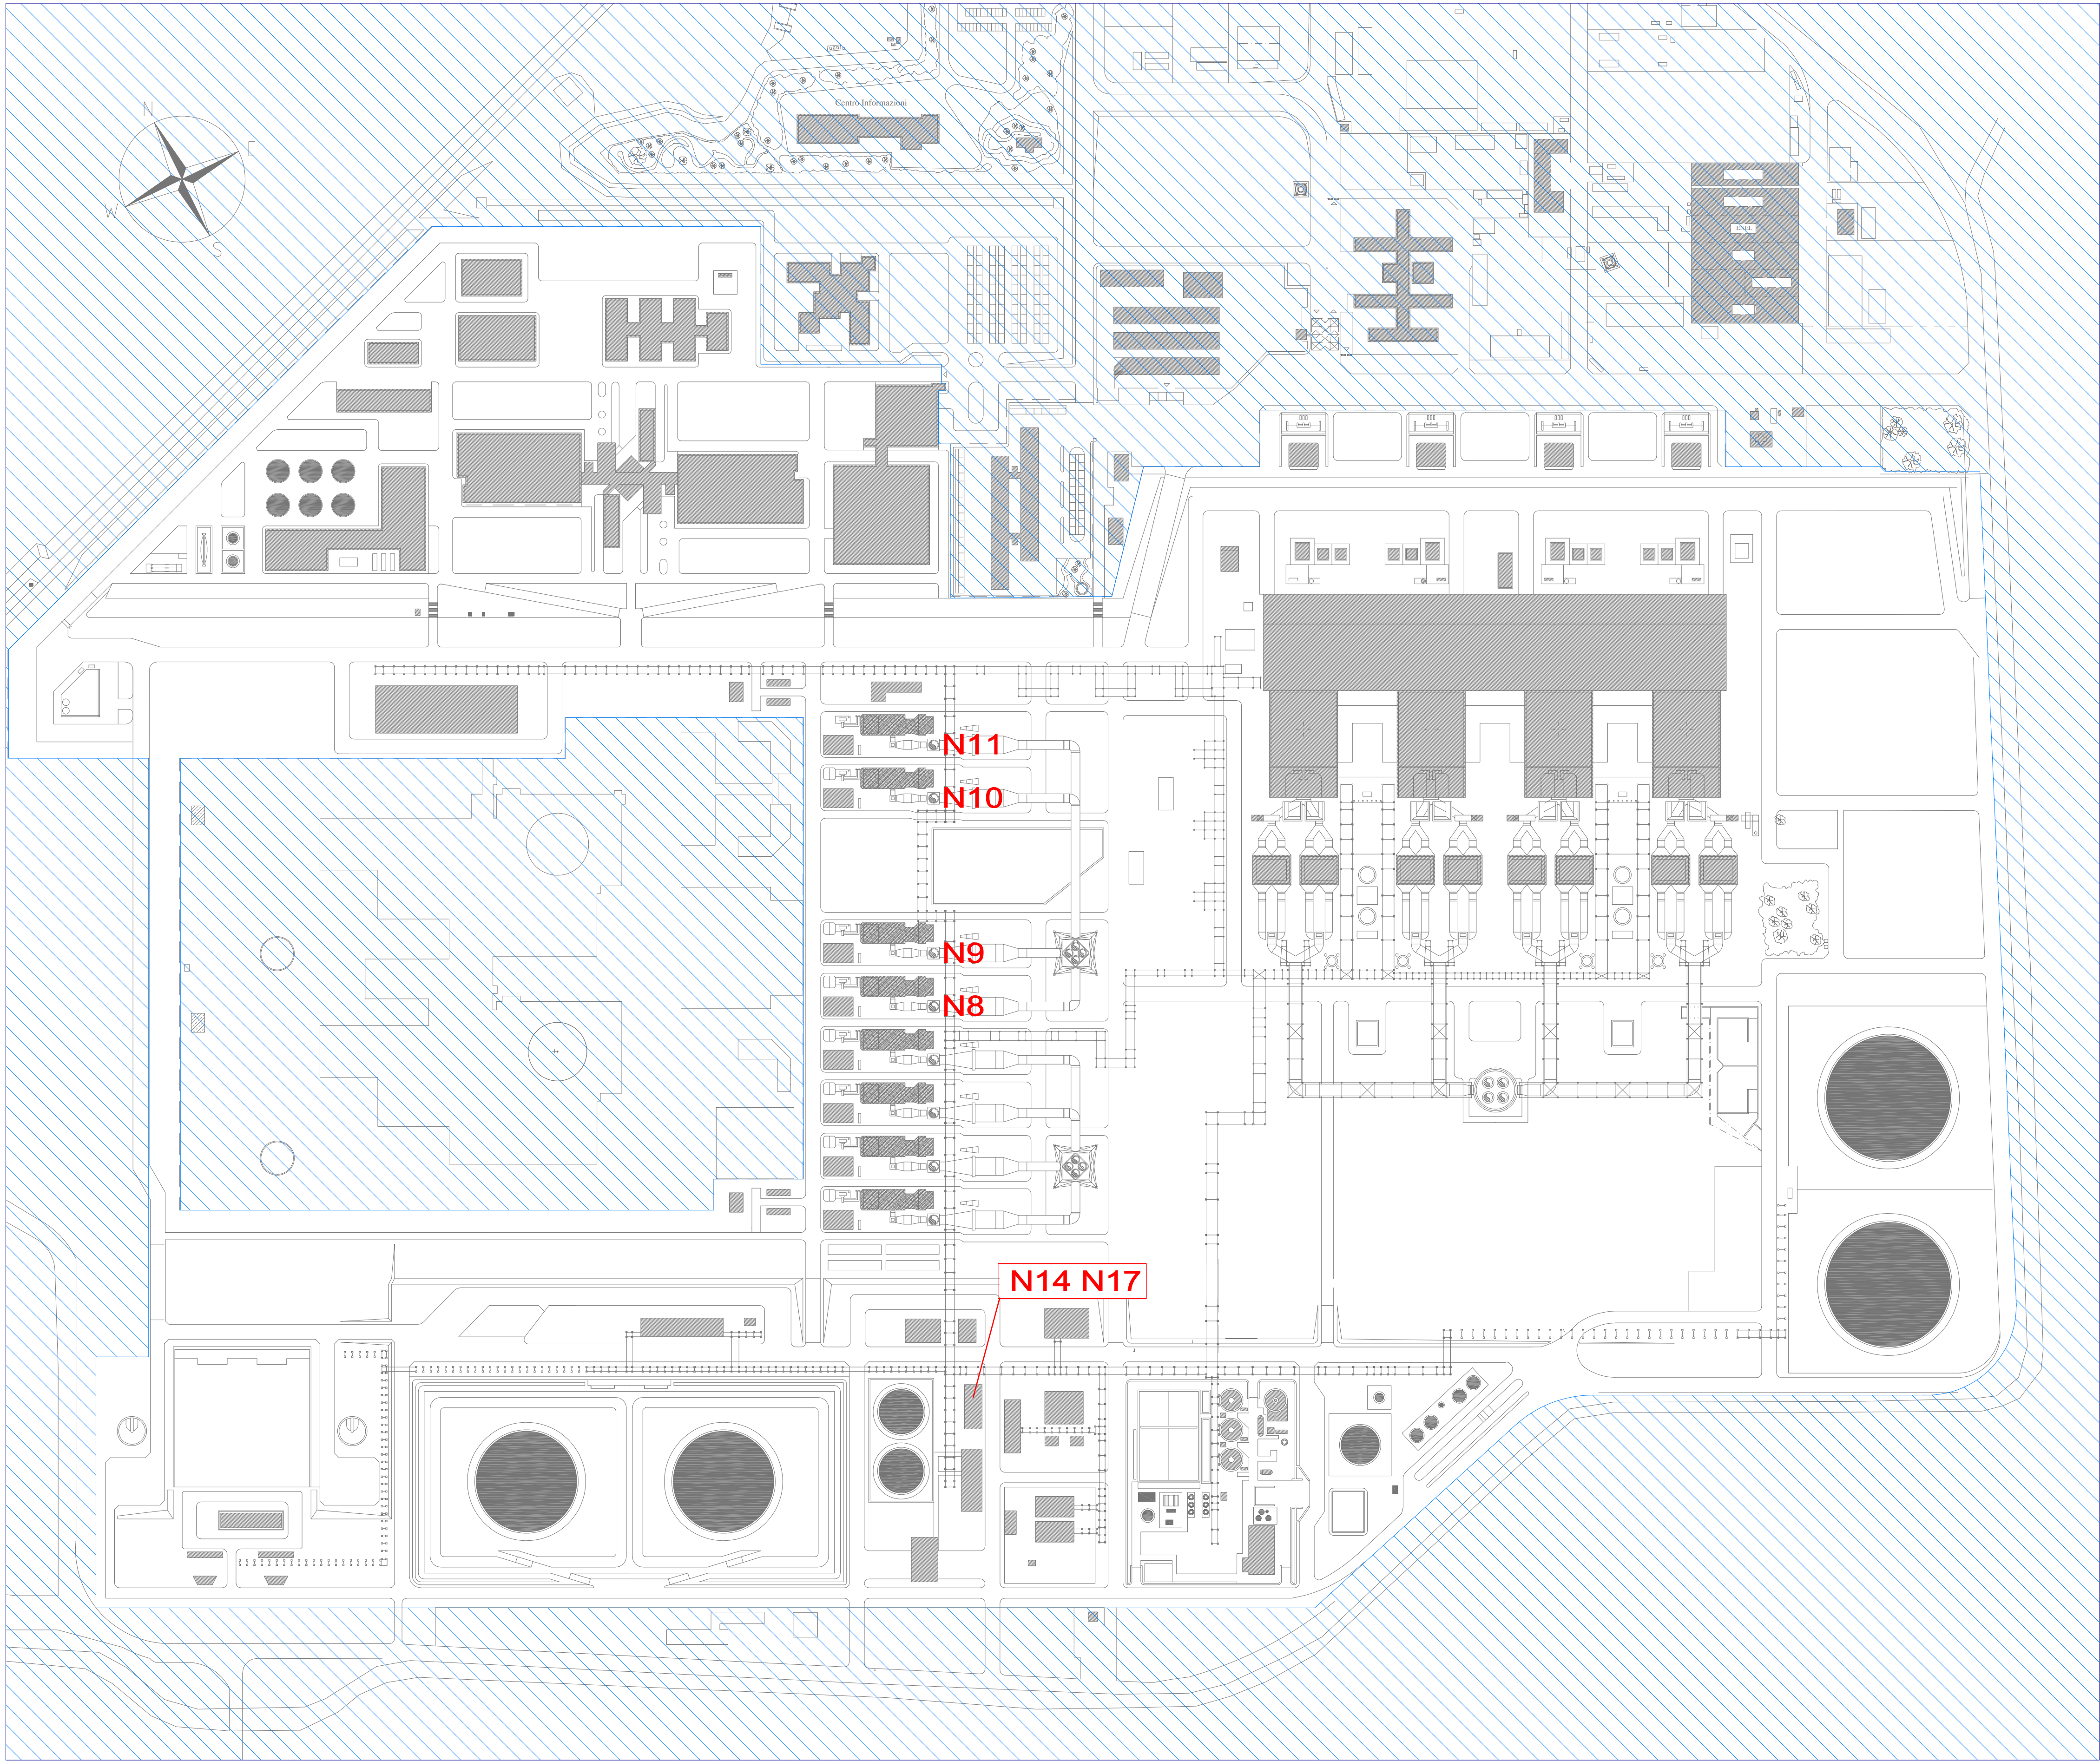 Centro Informazioni
N
E
W
S
ENEL
N11
N10
N9
N8
N14 N17